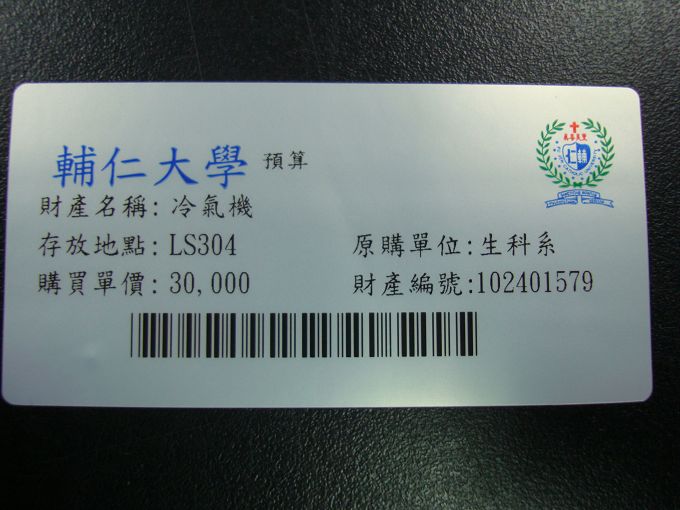 輔仁大學 預算
財產名稱: 冷氣機
存放地點: LS304 原購單位:生科系
購買單價: 30,000 財產編號:102401579